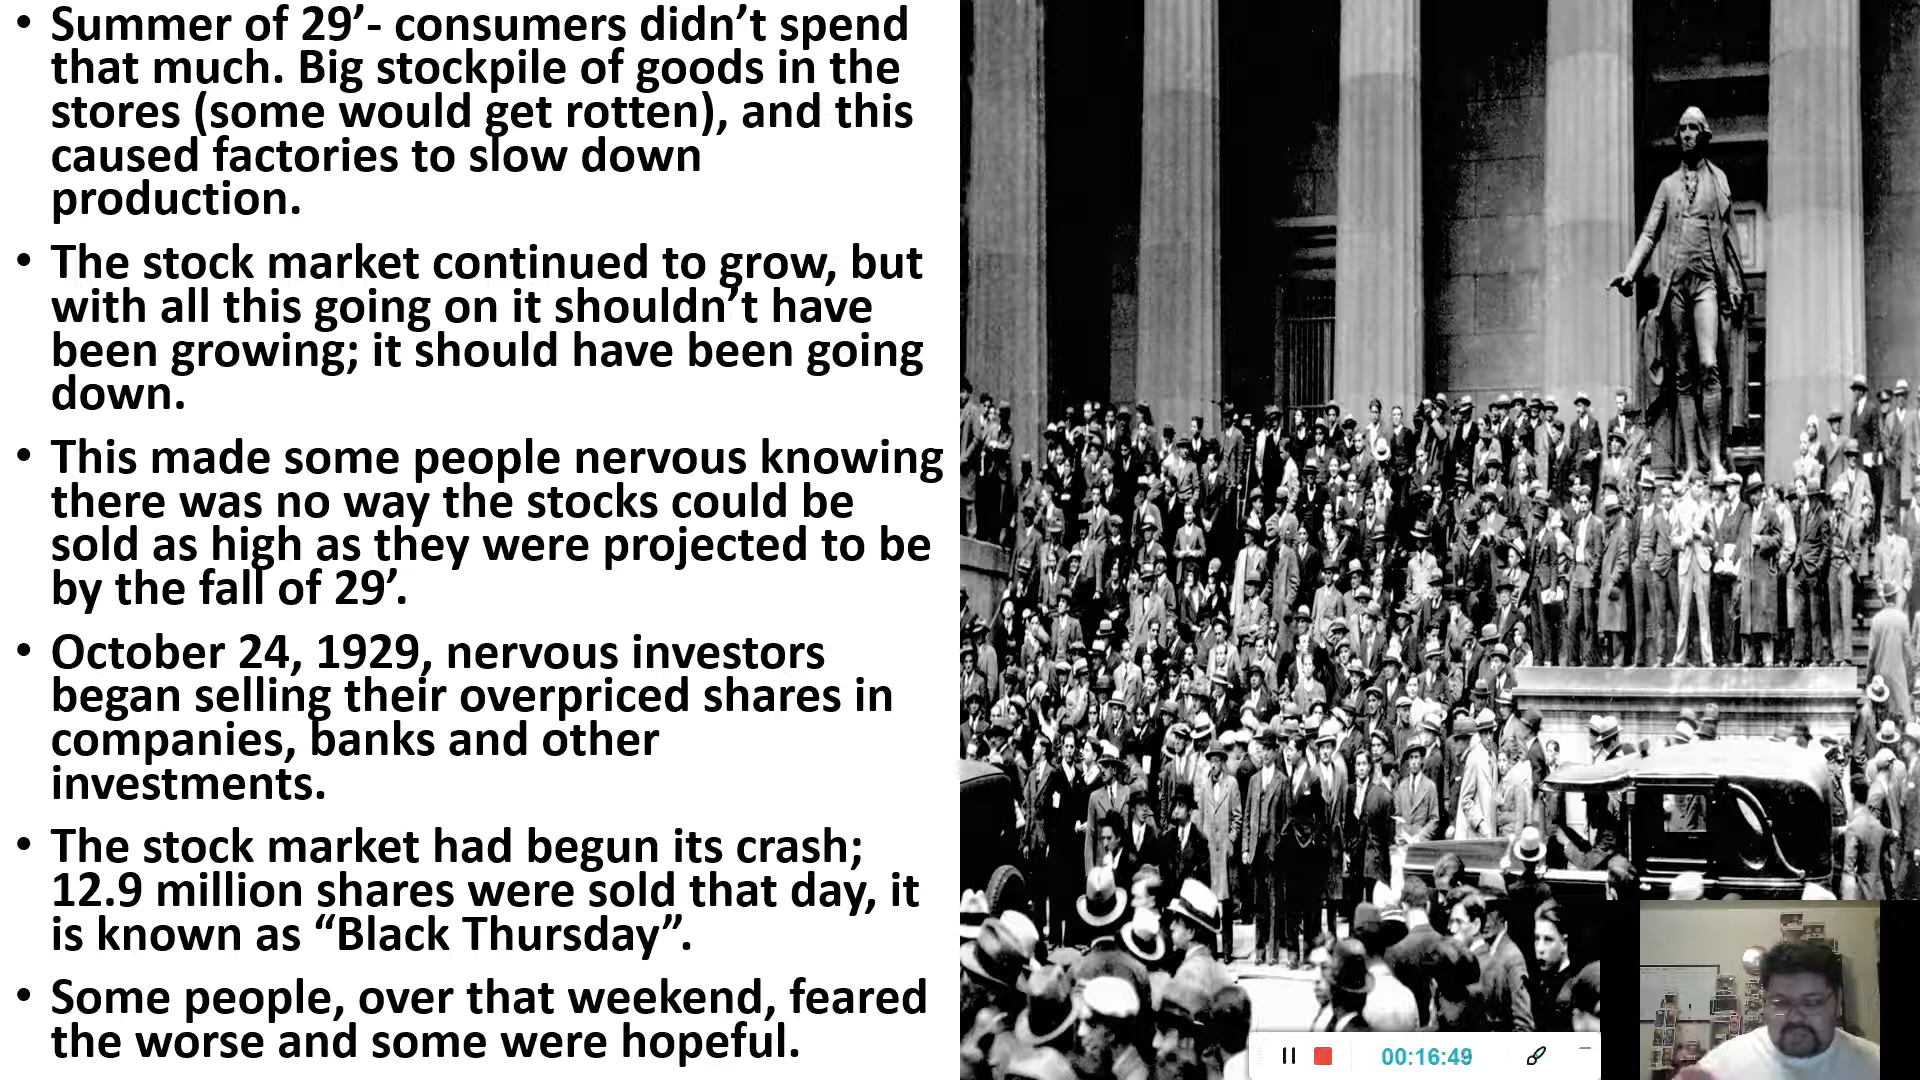 • Summer of 29’- consumers didn’t spend
that much. Big stockpile of goods in the
stores (some would get rotten), and this
caused factories to slow down
production.
• The stock market continued to grow, but
with all this going on it shouldn’t have
been growing; it should have been going
down.
• This made some people nervous knowing
there was no way the stocks could be
sold as high as they were projected to be
by the fall of 29’.
• October 24, 1929, nervous investors
began selling their overpriced shares in
companies, banks and other
investments.
• The stock market had begun its crash;
12.9 million shares were sold that day, it
is known as “Black Thursday”.
• Some people, over that weekend, feared
the worse and some were hopeful.
00:16:49